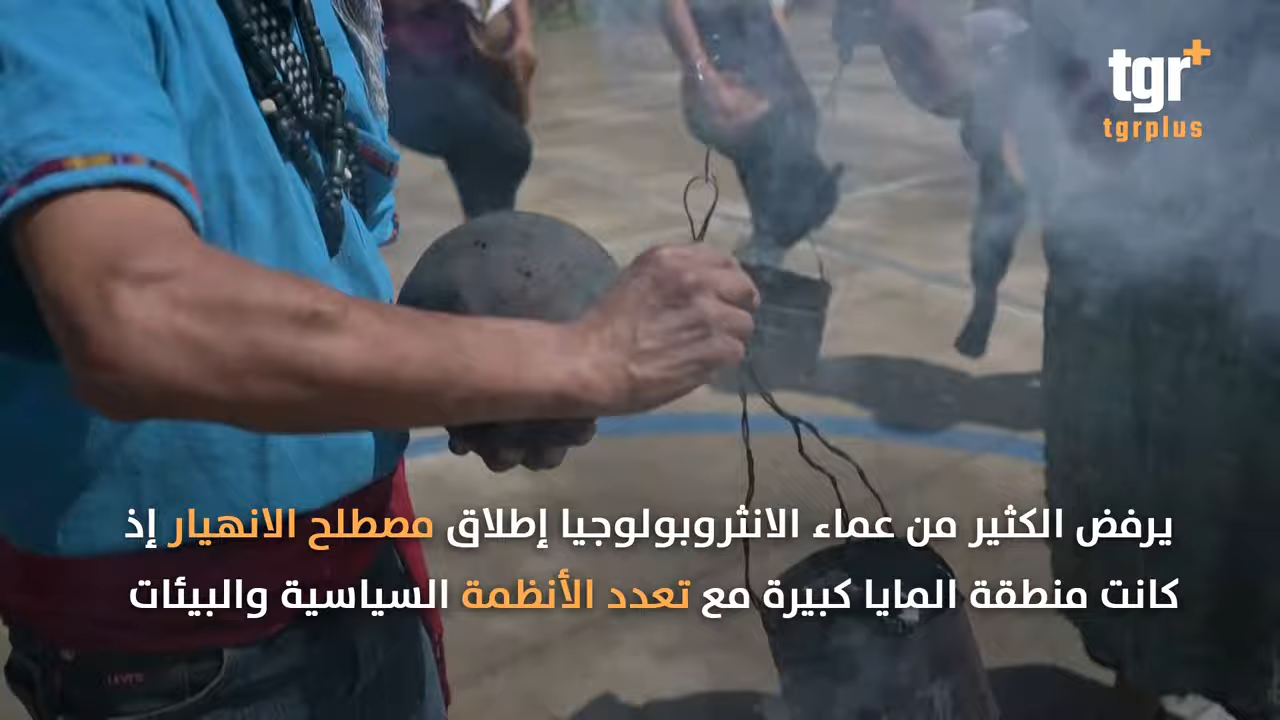 tgr+
tgrplus
يرفض الكثير من عماء الانثروبولوجيا إطلاق مصطلح الانهيار إذ
كانت منطقة المايا كبيرة مع تعدد الأنظمة السياسية والبيئات
LEVI'S